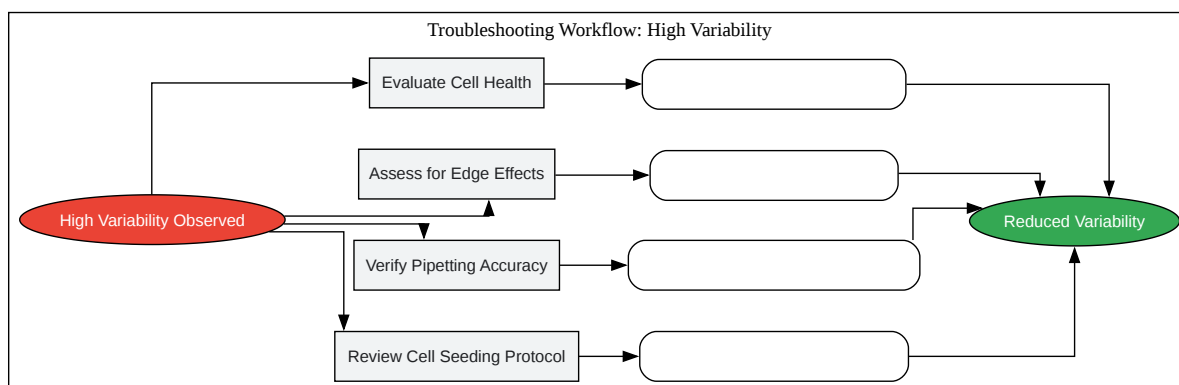 Troubleshooting Workflow: High Variability
Evaluate Cell Health
Assess for Edge Effects
High Variability Observed
Reduced Variability
Verify Pipetting Accuracy
Review Cell Seeding Protocol